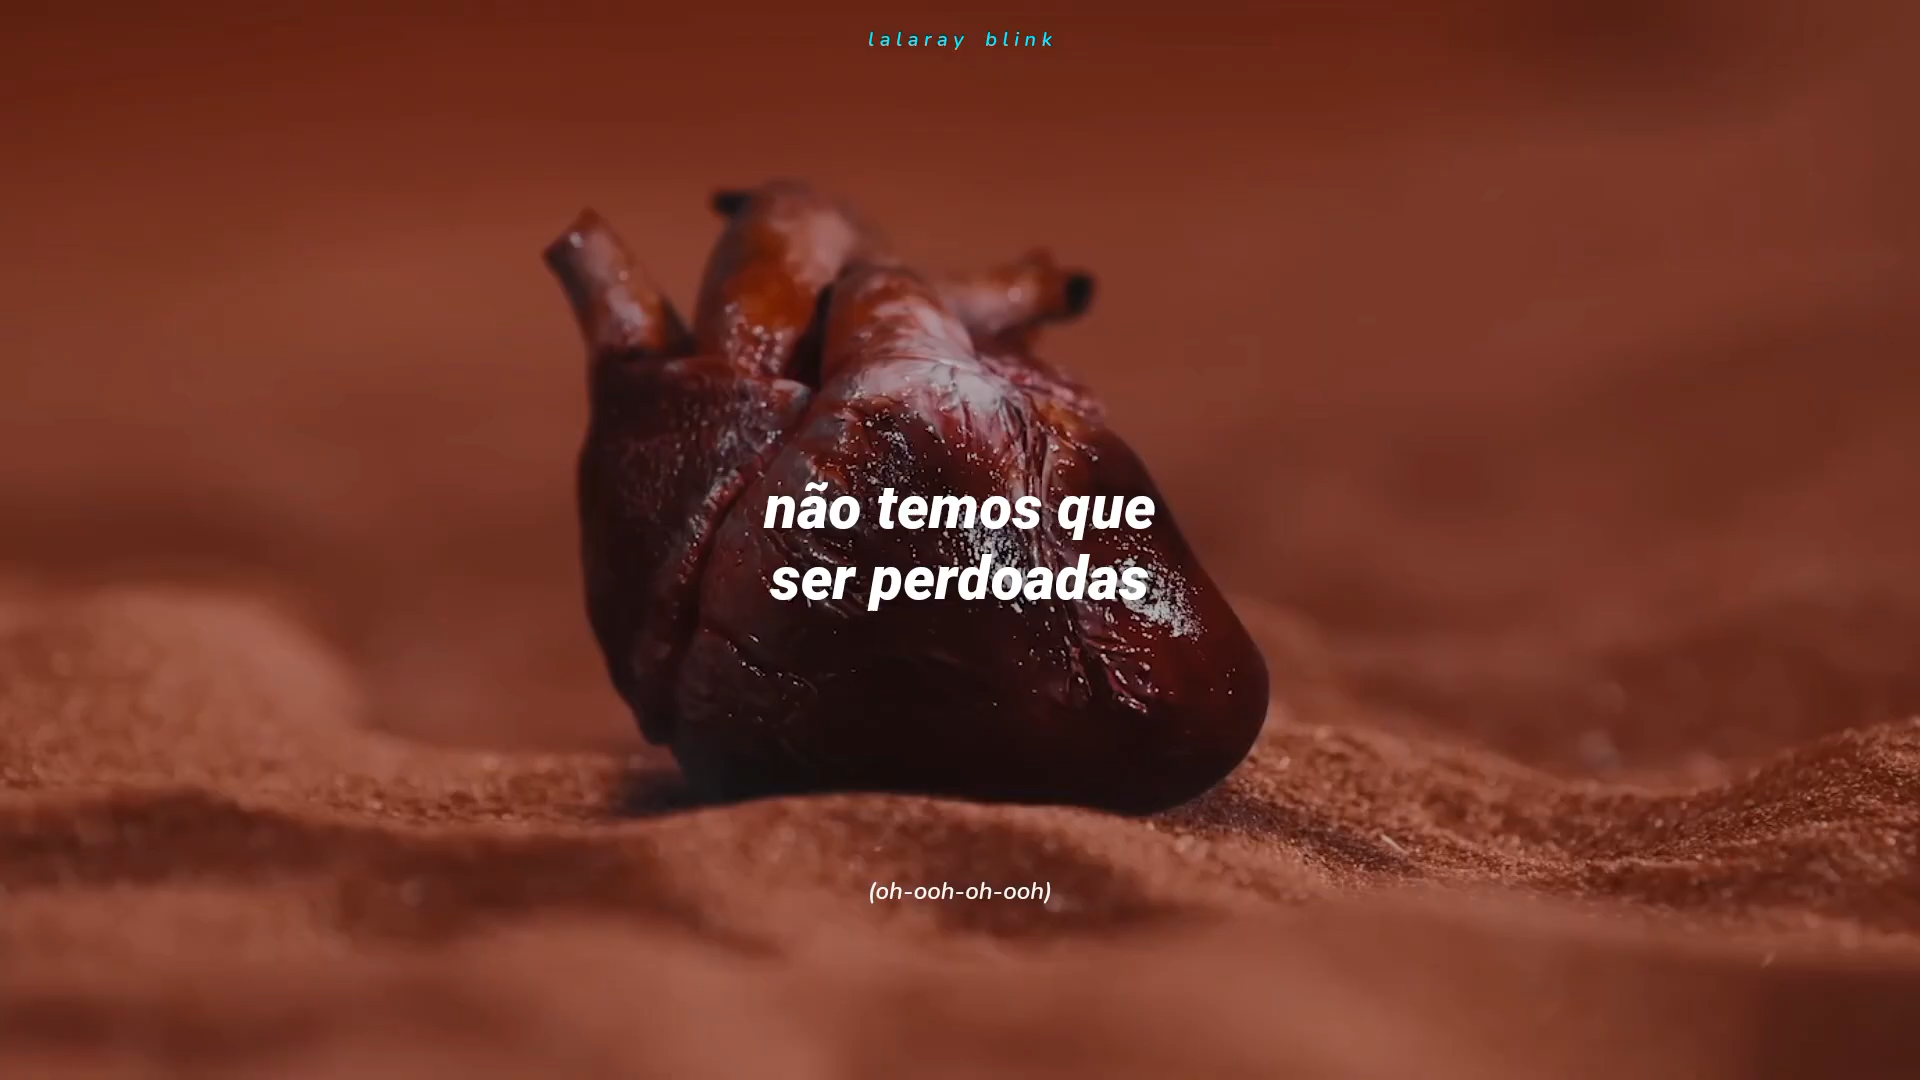 lalaray blink
não temos que
ser perdoadas
(oh-ooh-oh-ooh)